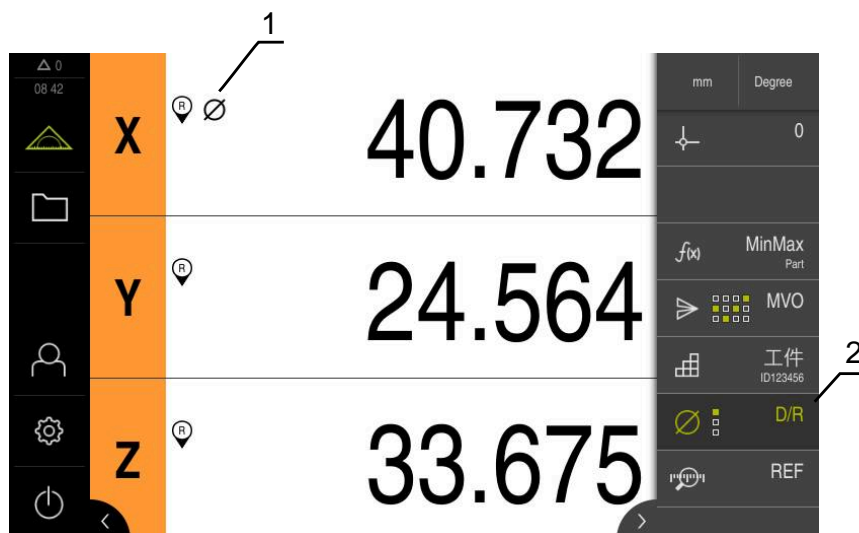 1
△ 0
08 42
X
R
40.732
Y
R
24.564
Z
R
33.675
mm Degree
0
f(x) MinMax
Part
MVO
工件
ID123456
D/R
REF
2